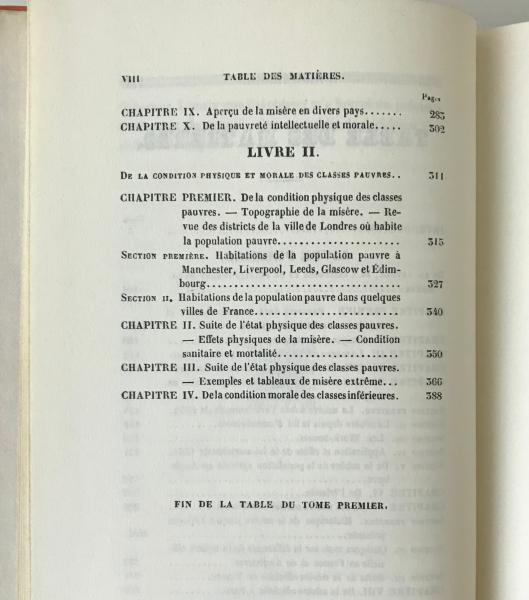 VIII TABLE DES MATIÈRES.
Pages
CHAPITRE IX. Aperçu de la misère en divers pays....... 283
CHAPITRE X. De la pauvreté intellectuelle et morale..... 302
LIVRE II.
DE LA CONDITION PHYSIQUE ET MORALE DES CLASSES PAUVRES.. 311
CHAPITRE PREMIER. De la condition physique des classes
pauvres. — Topographie de la misère. — Re-
vue des districts de la ville de Londres où habite
la population pauvre...................... 315
SECTION PREMIÈRE. Habitations de la population pauvre à
Manchester, Liverpool, Leeds, Glascow et Édim-
bourg.................................. 327
SECTION II. Habitations de la population pauvre dans quelques
villes de France......................... 340
CHAPITRE II. Suite de l'état physique des classes pauvres.
— Effets physiques de la misère. — Condition
sanitaire et mortalité..................... 350
CHAPITRE III. Suite de l'état physique des classes pauvres.
— Exemples et tableaux de misère extrême... 366
CHAPITRE IV. De la condition morale des classes inférieures. 388
FIN DE LA TABLE DU TOME PREMIER.